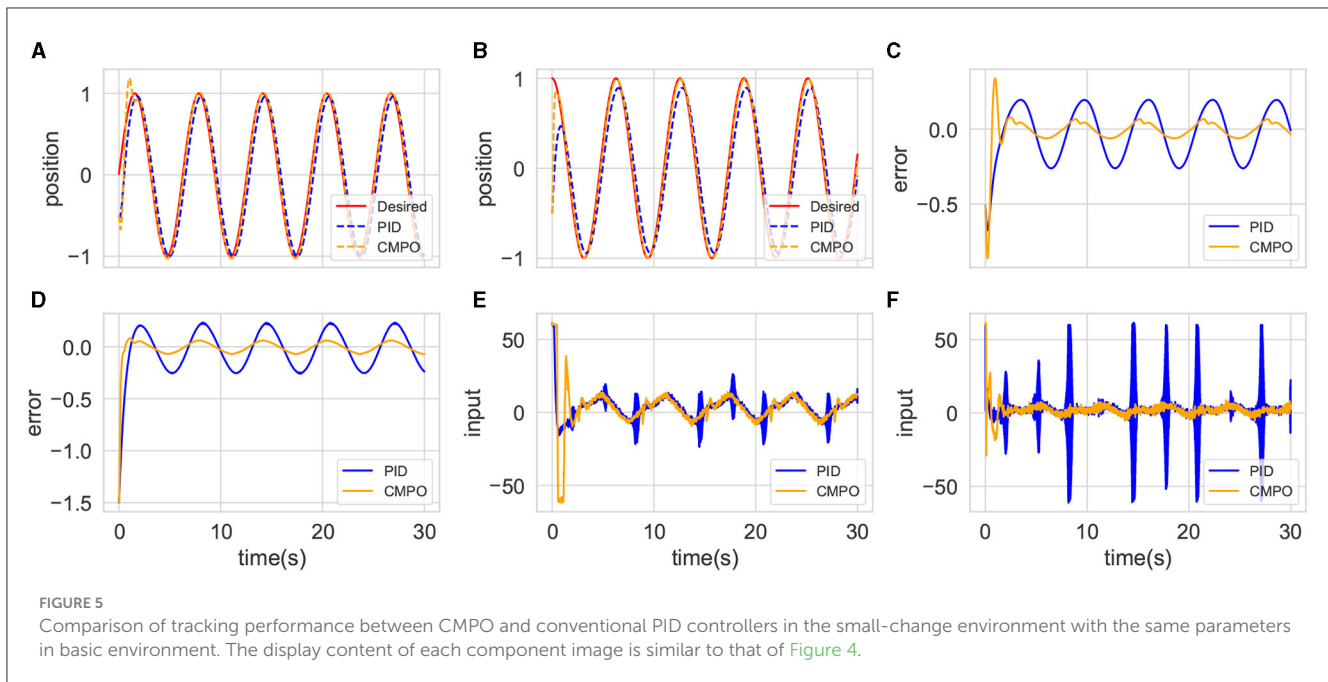 A
B
C
position
1
0
−1
Desired
PID
CMPO
position
1
0
−1
Desired
PID
CMPO
error
0.0
−0.5
PID
CMPO
D
E
F
error
0.0
−0.5
−1.0
−1.5
PID
CMPO
0 10 20 30
time(s)
input
50
0
−50
PID
CMPO
0 10 20 30
time(s)
input
50
0
−50
PID
CMPO
0 10 20 30
time(s)
FIGURE 5
Comparison of tracking performance between CMPO and conventional PID controllers in the small-change environment with the same parameters
in basic environment. The display content of each component image is similar to that of Figure 4.